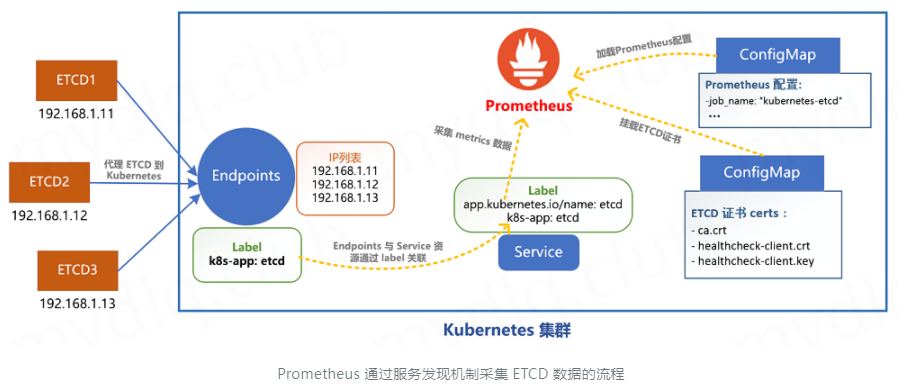 ETCD1
192.168.1.11
ETCD2
192.168.1.12
ETCD3
192.168.1.13
代理 ETCD 到
Kubernetes
Endpoints
IP列表
192.168.1.11
192.168.1.12
192.168.1.13
Label
k8s-app: etcd
Endpoints 与 Service 资
源通过 label 关联
Prometheus
采集 metrics 数据
Label
app.kubernetes.io/name: etcd
k8s-app: etcd
Service
加载Prometheus配置
挂载ETCD证书
ConfigMap
Prometheus 配置:
-job_name: "kubernetes-etcd"
...
ConfigMap
ETCD 证书 certs :
- ca.crt
- healthcheck-client.crt
- healthcheck-client.key
Kubernetes 集群
Prometheus 通过服务发现机制采集 ETCD 数据的流程